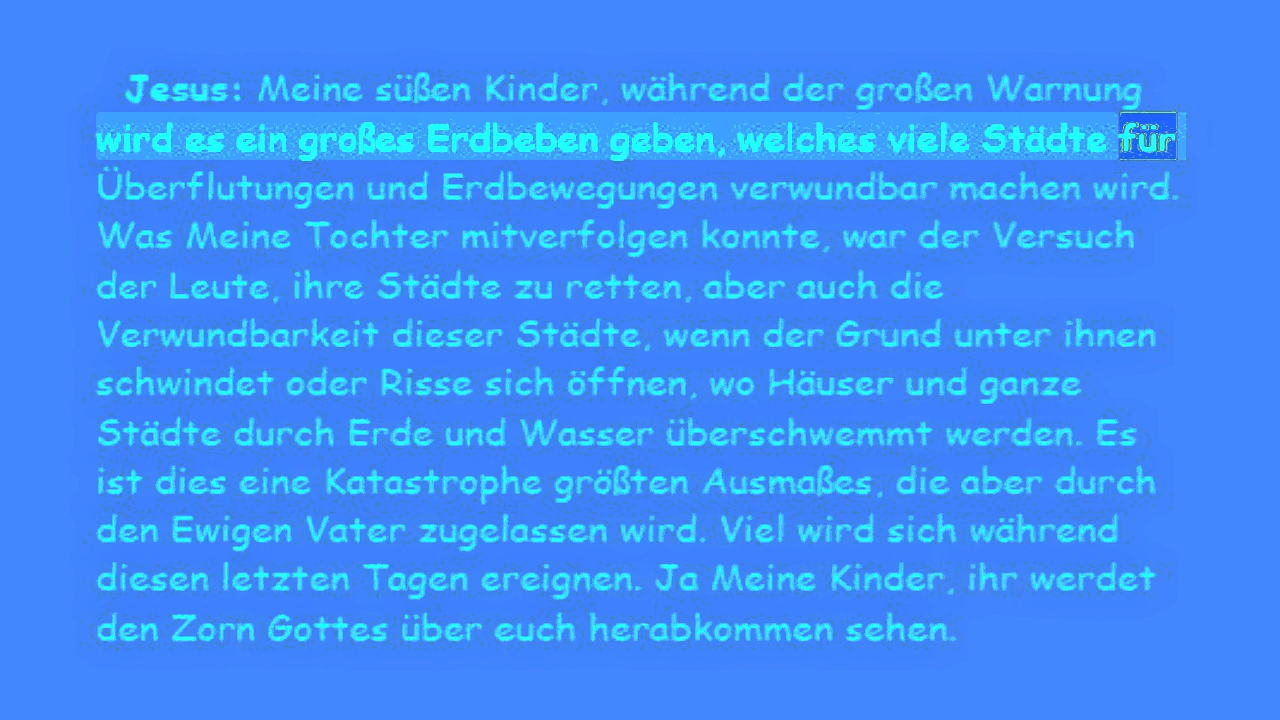 Jesus: Meine süßen Kinder, während der großen Warnung
wird es ein großes Erdbeben geben, welches viele Städte für
Überflutungen und Erdbewegungen verwundbar machen wird.
Was Meine Tochter mitverfolgen konnte, war der Versuch
der Leute, ihre Städte zu retten, aber auch die
Verwundbarkeit dieser Städte, wenn der Grund unter ihnen
schwindet oder Risse sich öffnen, wo Häuser und ganze
Städte durch Erde und Wasser überschwemmt werden. Es
ist dies eine Katastrophe größten Ausmaßes, die aber durch
den Ewigen Vater zugelassen wird. Viel wird sich während
diesen letzten Tagen ereignen. Ja Meine Kinder, ihr werdet
den Zorn Gottes über euch herabkommen sehen.